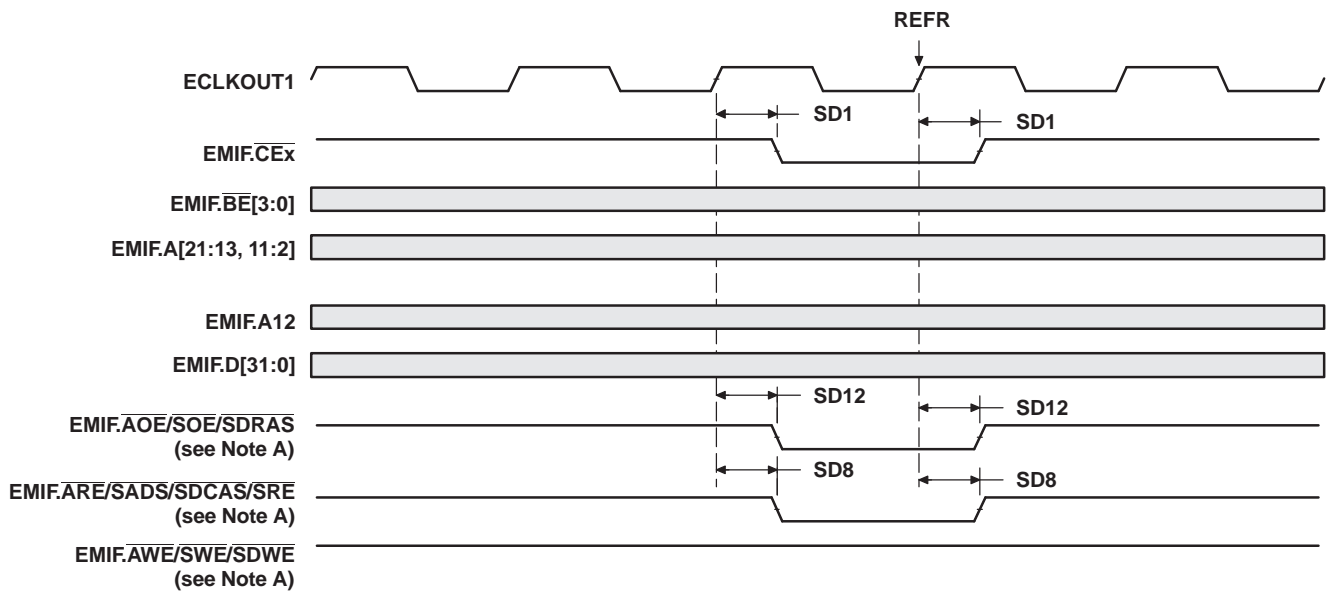 REFR
ECLKOUT1
SD1
SD1
EMIF.CEx
EMIF.BE[3:0]
EMIF.A[21:13, 11:2]
EMIF.A12
EMIF.D[31:0]
SD12
SD12
EMIF.AOE/SOE/SDRAS
(see Note A)
SD8
SD8
EMIF.ARE/SADS/SDCAS/SRE
(see Note A)
EMIF.AWE/SWE/SDWE
(see Note A)